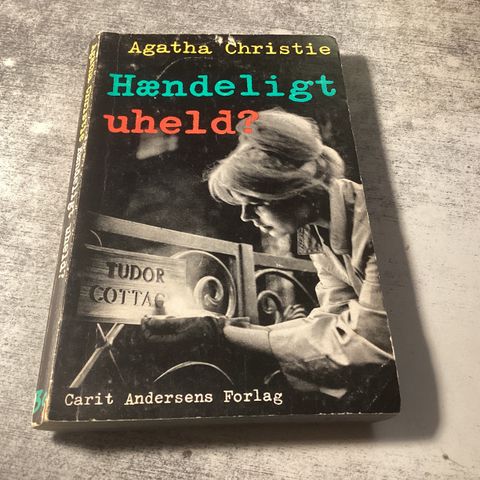 Agatha Christie
Hændeligt
uheld?
TUDOR
COTTAG
Carit Andersens Forlag